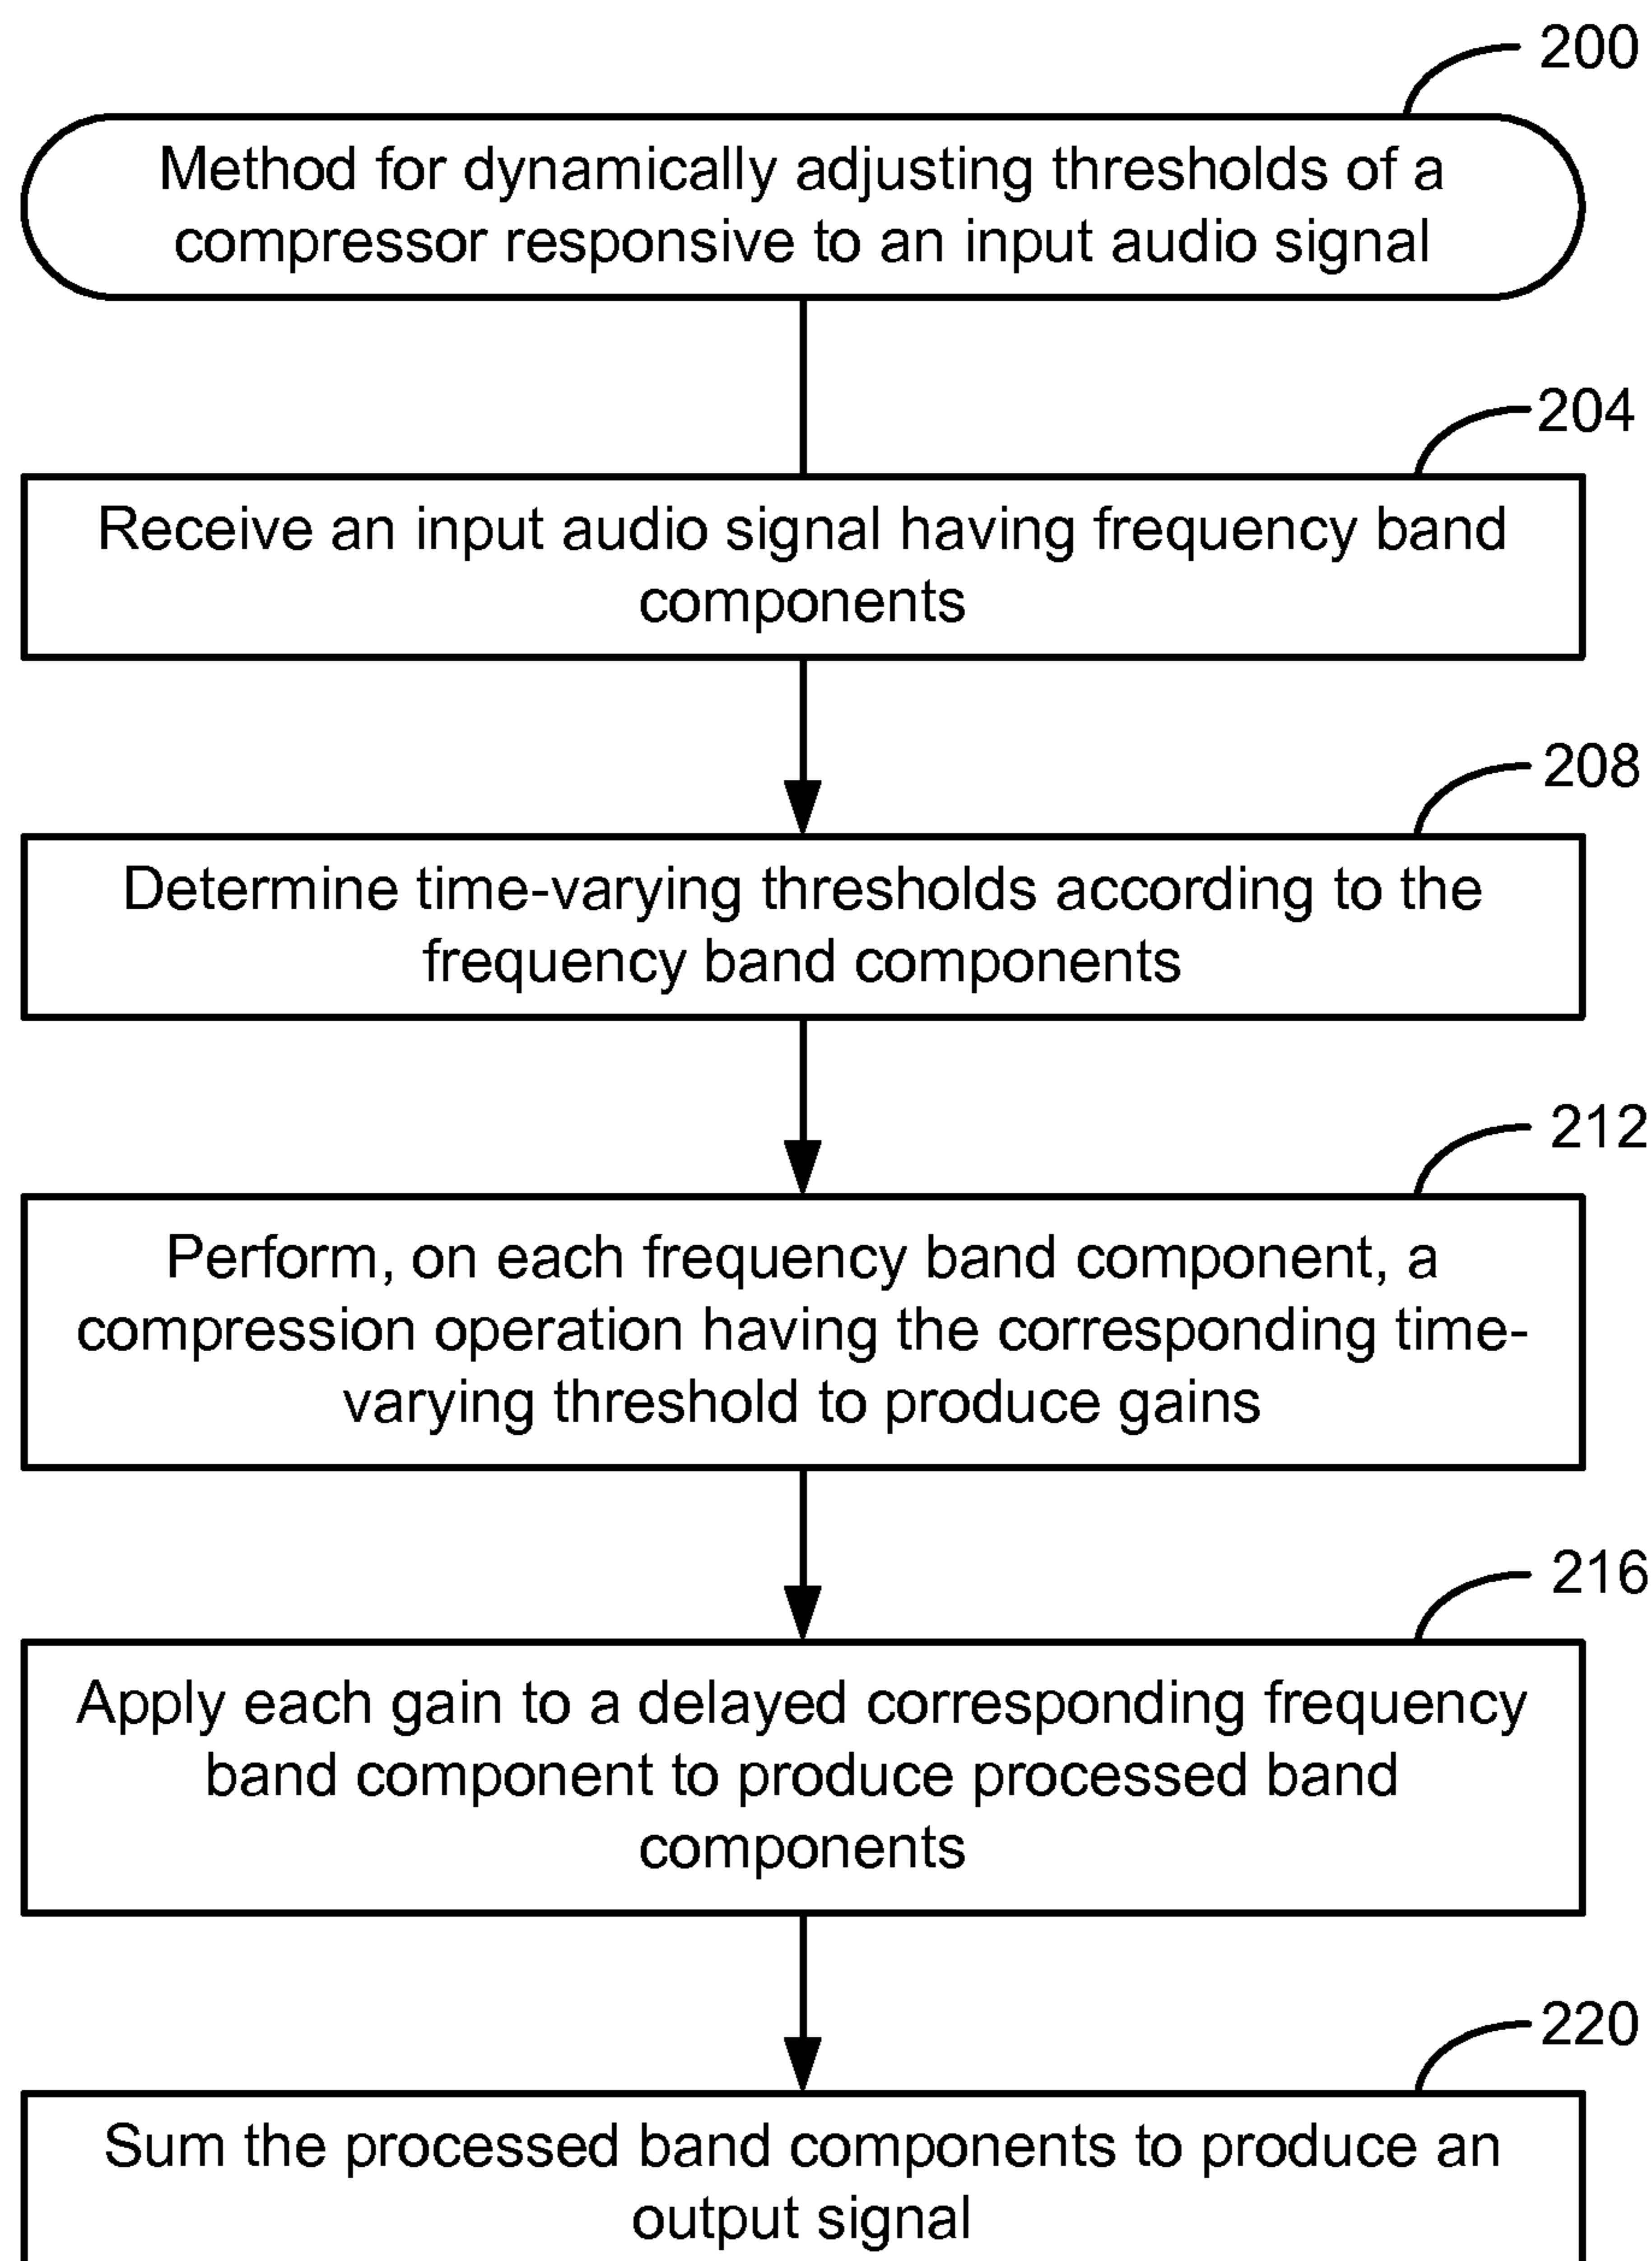 200
Method for dynamically adjusting thresholds of a
compressor responsive to an input audio signal
204
Receive an input audio signal having frequency band
components
208
Determine time-varying thresholds according to the
frequency band components
212
Perform, on each frequency band component, a
compression operation having the corresponding time-
varying threshold to produce gains
216
Apply each gain to a delayed corresponding frequency
band component to produce processed band
components
220
Sum the processed band components to produce an
output signal